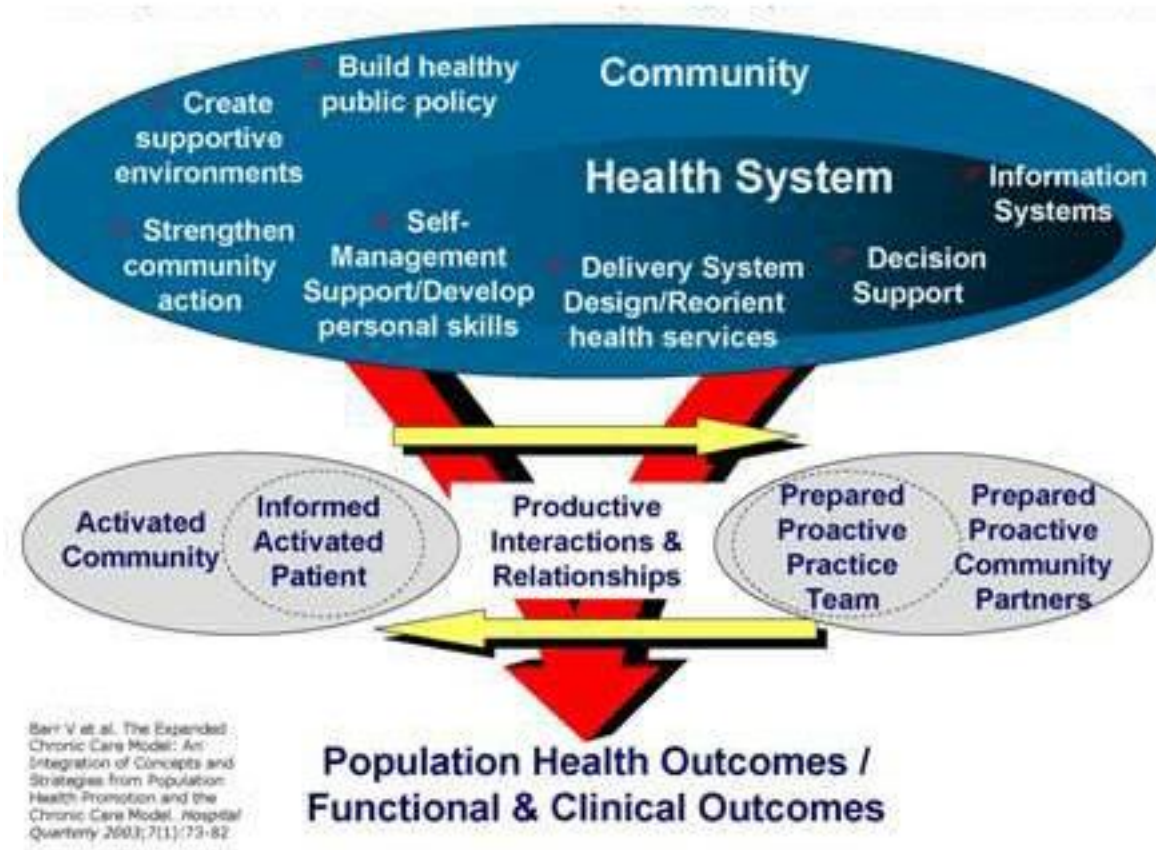 Build healthy
public policy
Community
Create
supportive
environments
Health System
Information
Systems
Strengthen
community
action
Self-
Management
Support/Develop
personal skills
Delivery System
Design/Reorient
health services
Decision
Support
Activated
Community
Informed
Activated
Patient
Productive
Interactions &
Relationships
Prepared
Proactive
Practice
Team
Prepared
Proactive
Community
Partners
Barr V et al. The Expanded
Chronic Care Model: An
Integration of Concepts and
Strategies from Population
Health Promotion and the
Chronic Care Model. Hospital
Quarterly 2003;7(1):73-82
Population Health Outcomes /
Functional & Clinical Outcomes